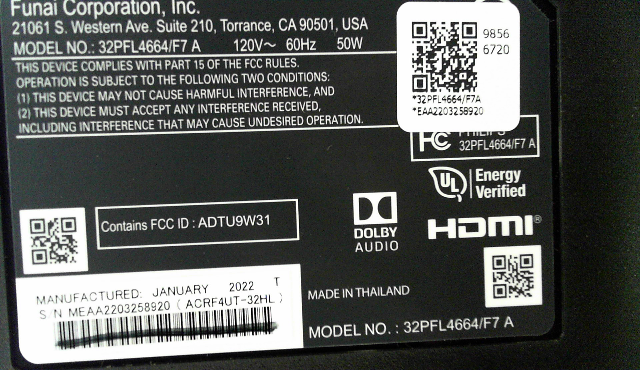 Funai Corporation, Inc.
21061 S. Western Ave. Suite 210, Torrance, CA 90501, USA
MODEL NO.: 32PFL4664/F7 A 120V~ 60Hz 50W
THIS DEVICE COMPLIES WITH PART 15 OF THE FCC RULES.
OPERATION IS SUBJECT TO THE FOLLOWING TWO CONDITIONS:
(1) THIS DEVICE MAY NOT CAUSE HARMFUL INTERFERENCE, AND
(2) THIS DEVICE MUST ACCEPT ANY INTERFERENCE RECEIVED,
INCLUDING INTERFERENCE THAT MAY CAUSE UNDESIRED OPERATION.
9856
6720
*32PFL4664/F7A
*EAA2203258920
FC PHILIPS
32PFL4664/F7 A
UL Energy
Verified
Contains FCC ID : ADTU9W31
DOLBY
AUDIO
HDMI®
MANUFACTURED: JANUARY 2022 T
S/N MEAA2203258920 ( ACRF4UT-32HL )
MADE IN THAILAND
MODEL NO. : 32PFL4664/F7 A